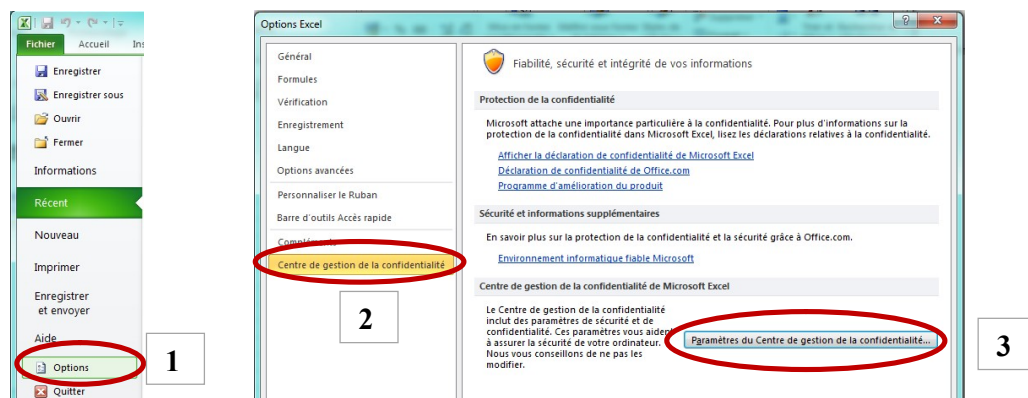 Fichier Accueil Ins
Enregistrer
Enregistrer sous
Ouvrir
Fermer
Informations
Récent
Nouveau
Imprimer
Enregistrer
et envoyer
Aide
Options
Quitter
1
Options Excel
Général
Formules
Vérification
Enregistrement
Langue
Options avancées
Personnaliser le Ruban
Barre d'outils Accès rapide
Compléments
Centre de gestion de la confidentialité
2
Fiabilité, sécurité et intégrité de vos informations
Protection de la confidentialité
Microsoft attache une importance particulière à la confidentialité. Pour plus d'informations sur la
protection de la confidentialité dans Microsoft Excel, lisez les déclarations relatives à la confidentialité.
Afficher la déclaration de confidentialité de Microsoft Excel
Déclaration de confidentialité de Office.com
Programme d'amélioration du produit
Sécurité et informations supplémentaires
En savoir plus sur la protection de la confidentialité et la sécurité grâce à Office.com.
Environnement informatique fiable Microsoft
Centre de gestion de la confidentialité de Microsoft Excel
Le Centre de gestion de la confidentialité
inclut des paramètres de sécurité et de
confidentialité. Ces paramètres vous aident
à assurer la sécurité de votre ordinateur.
Nous vous conseillons de ne pas les
modifier.
Paramètres du Centre de gestion de la confidentialité...
3